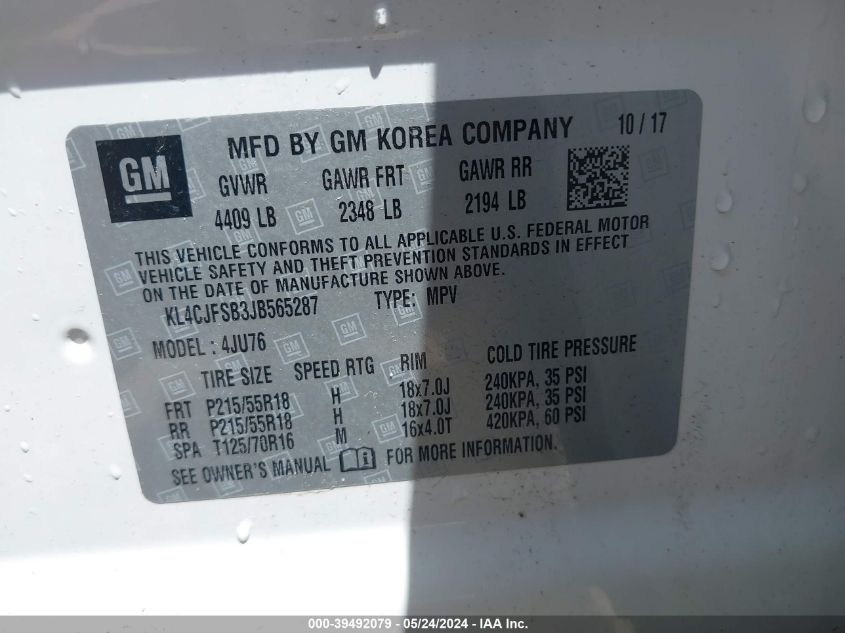 GM
MFD BY GM KOREA COMPANY 10 / 17
GVWR GAWR FRT GAWR RR
4409 LB 2348 LB 2194 LB
THIS VEHICLE CONFORMS TO ALL APPLICABLE U.S. FEDERAL MOTOR
VEHICLE SAFETY AND THEFT PREVENTION STANDARDS IN EFFECT
ON THE DATE OF MANUFACTURE SHOWN ABOVE.
KL4CJFSB3JB565287 TYPE: MPV
MODEL : 4JU76
TIRE SIZE SPEED RTG RIM COLD TIRE PRESSURE
FRT P215/55R18 H 18x7.0J 240KPA, 35 PSI
RR P215/55R18 H 18x7.0J 240KPA, 35 PSI
SPA T125/70R16 M 16x4.0T 420KPA, 60 PSI
SEE OWNER'S MANUAL FOR MORE INFORMATION.
000-39492079 - 05/24/2024 - IAA Inc.